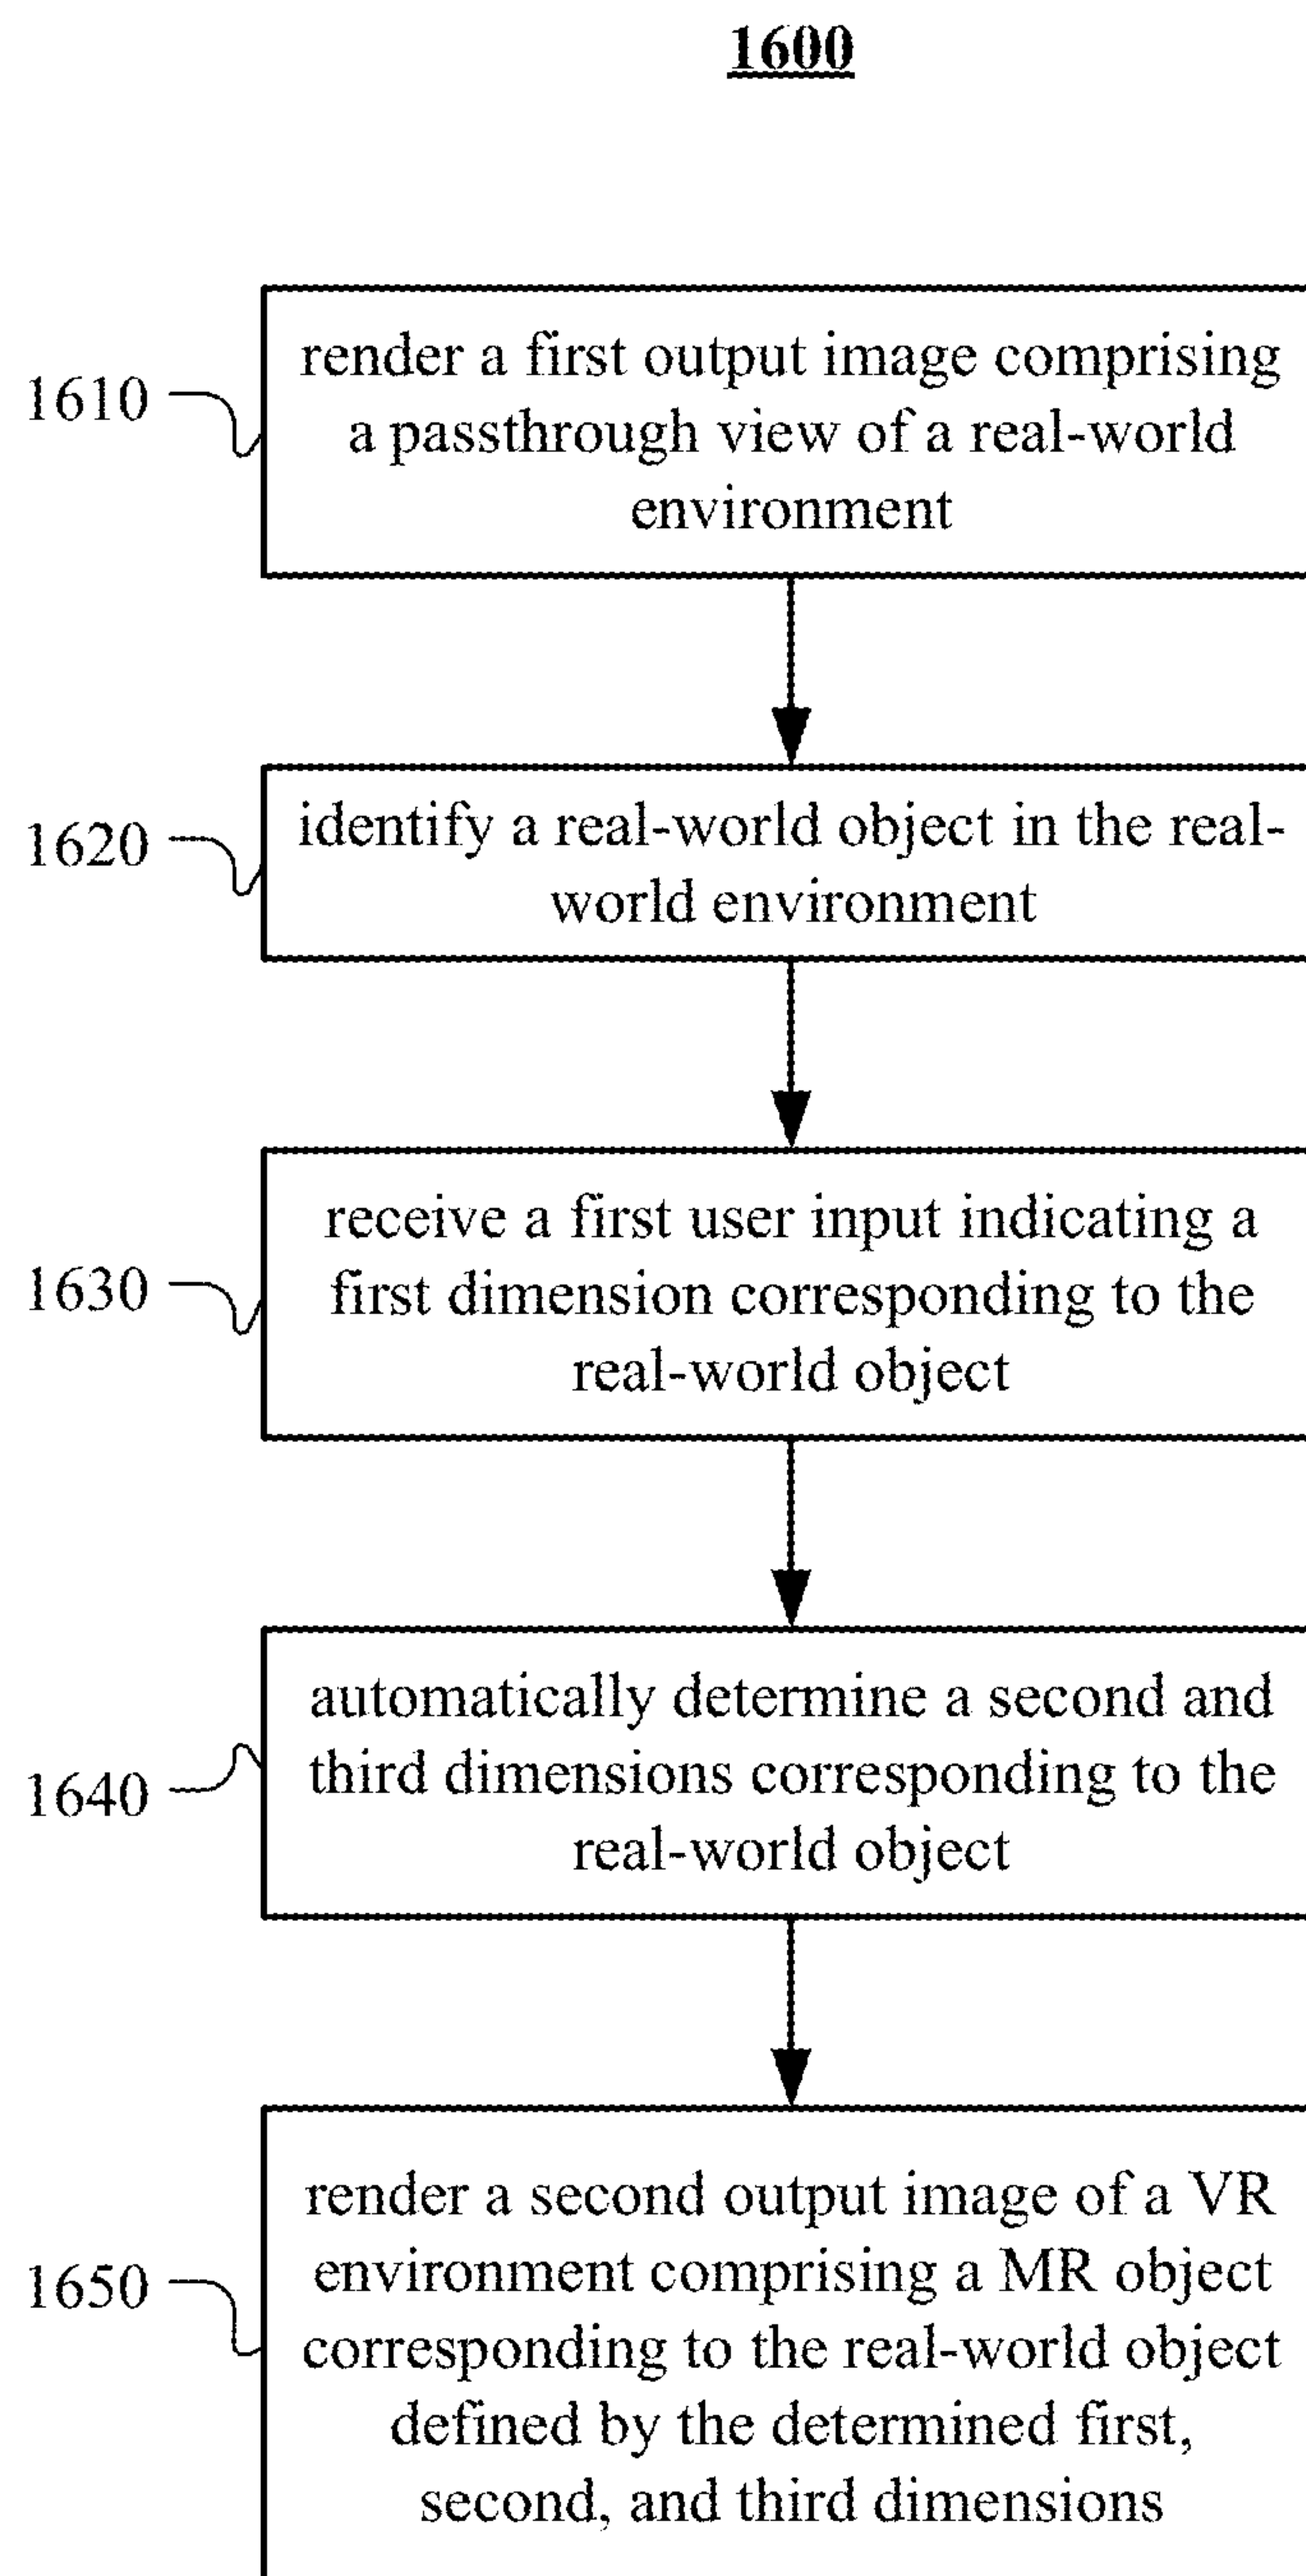 1600
1610
render a first output image comprising
a passthrough view of a real-world
environment
1620
identify a real-world object in the real-
world environment
1630
receive a first user input indicating a
first dimension corresponding to the
real-world object
1640
automatically determine a second and
third dimensions corresponding to the
real-world object
1650
render a second output image of a VR
environment comprising a MR object
corresponding to the real-world object
defined by the determined first,
second, and third dimensions